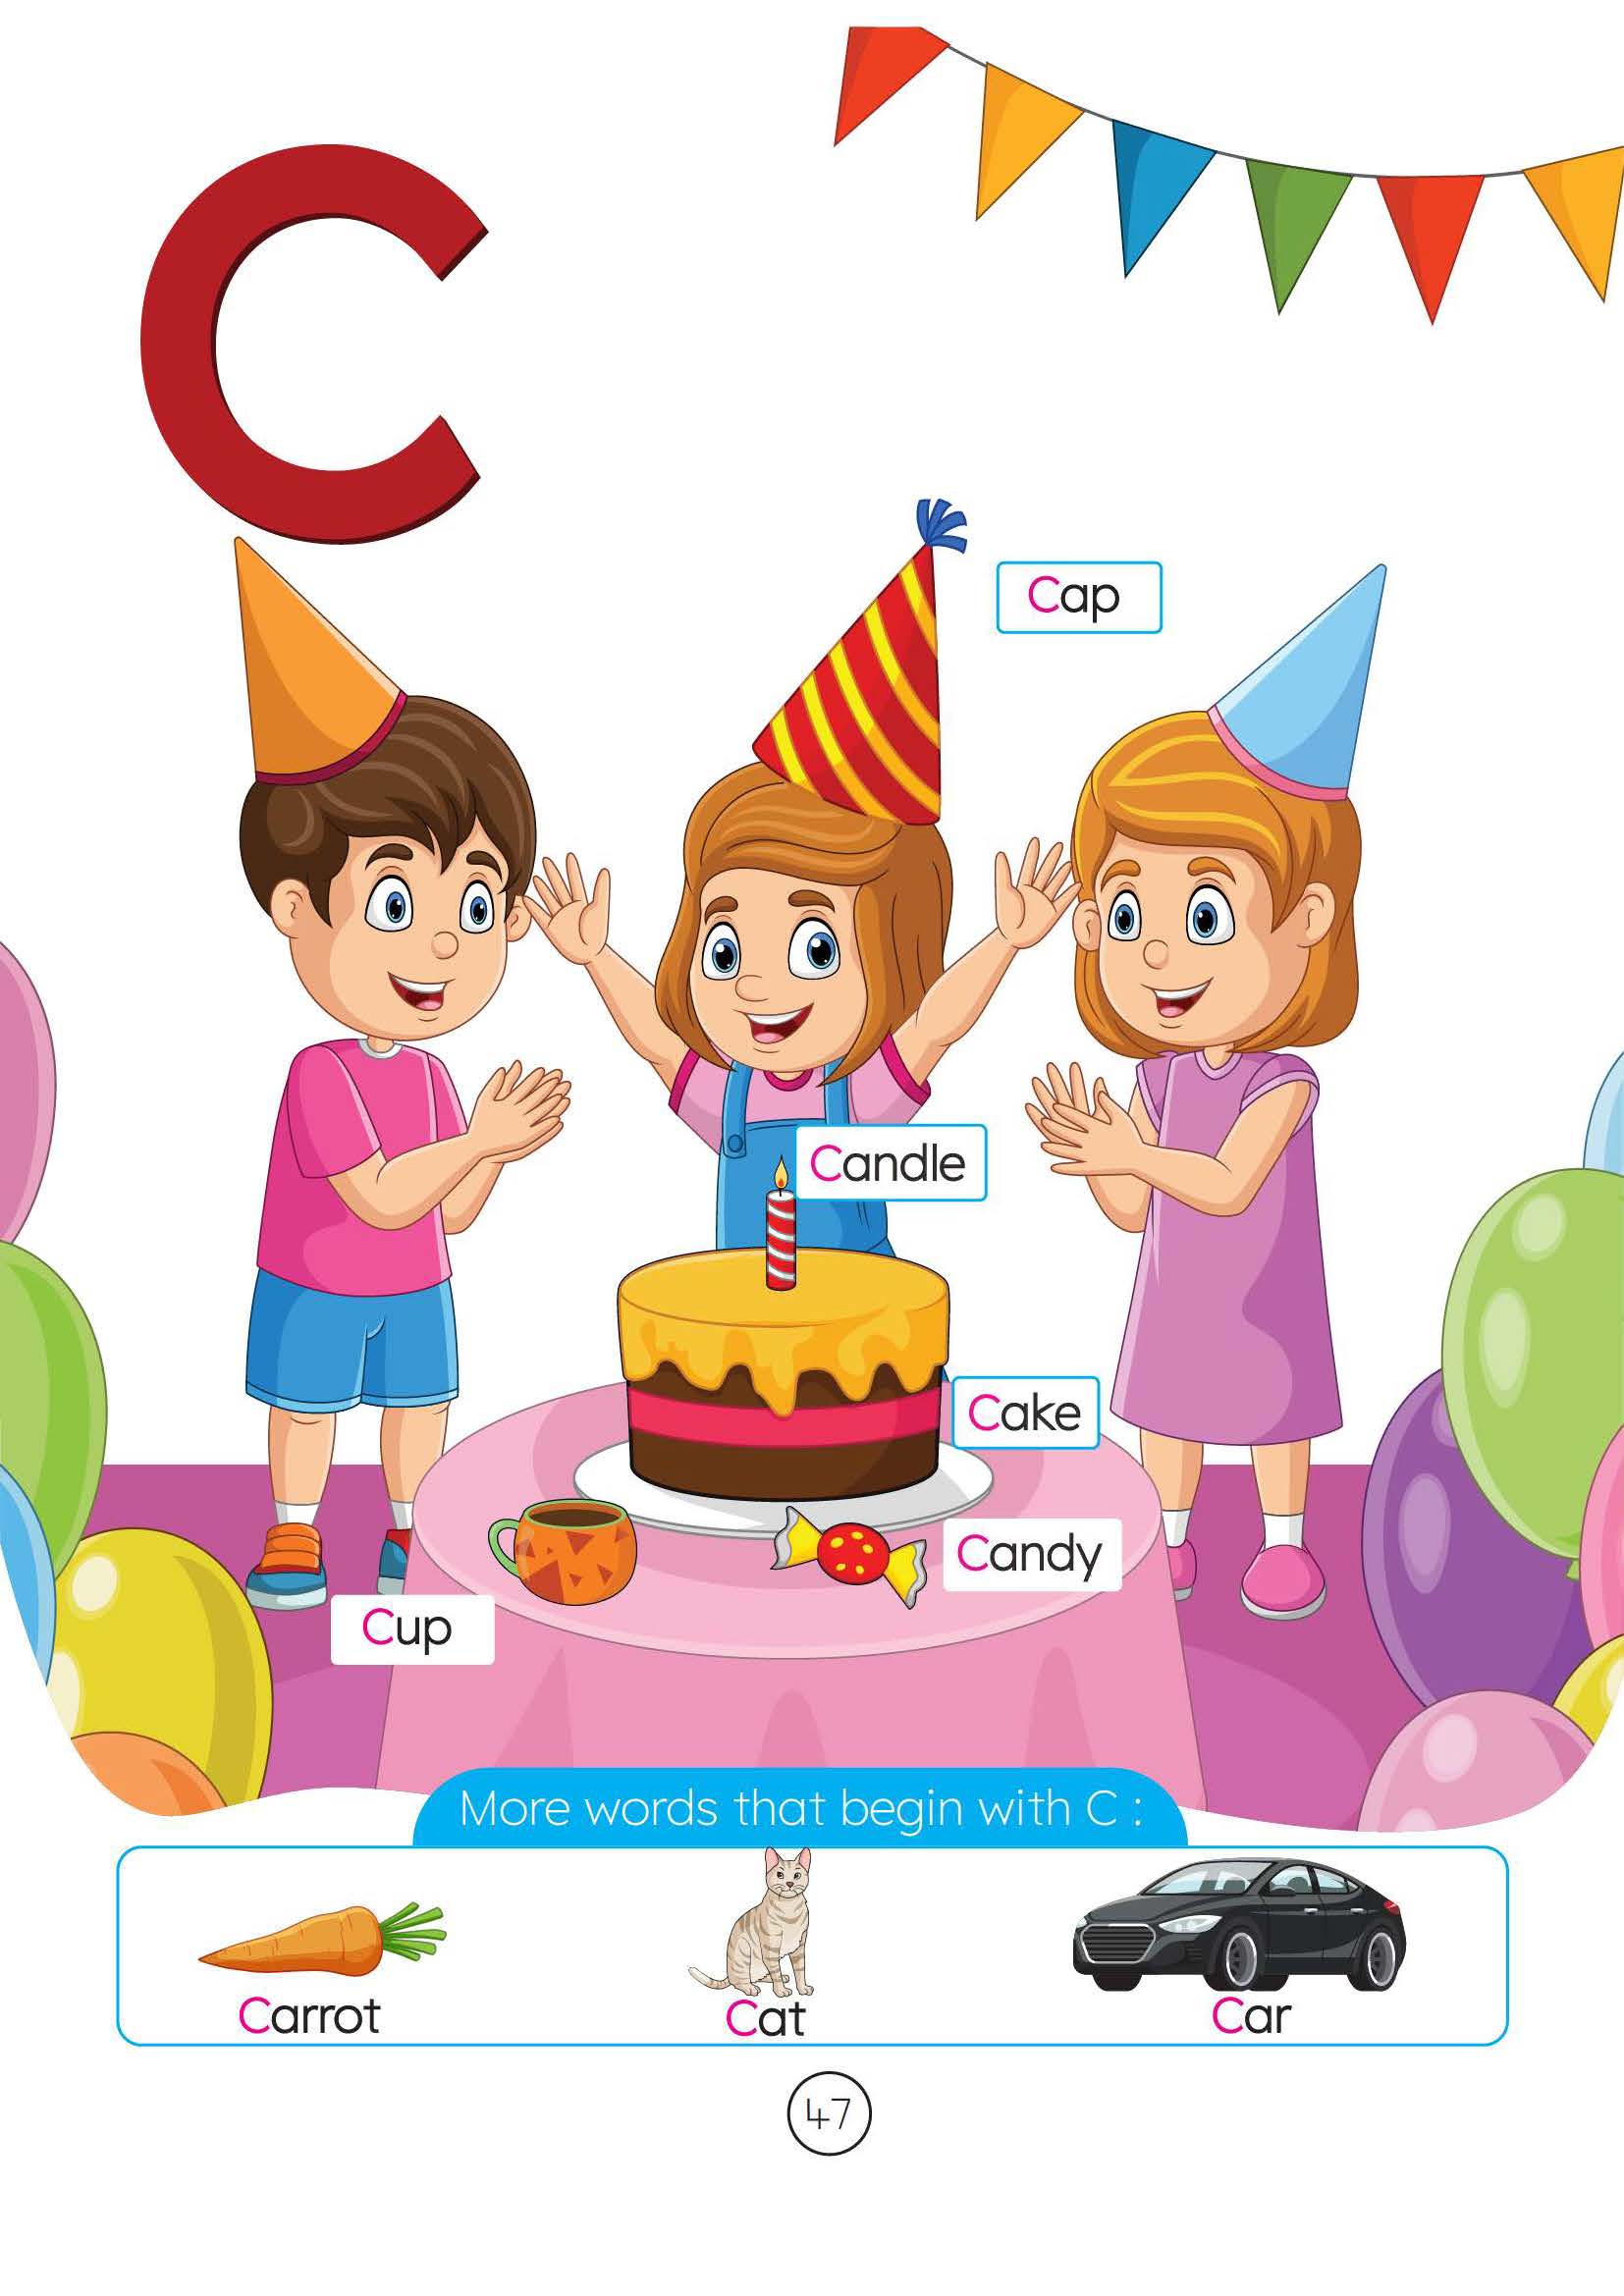 C
Cap
Candle
Cake
Candy
Cup
More words that begin with C :
Carrot
Cat
Car
47